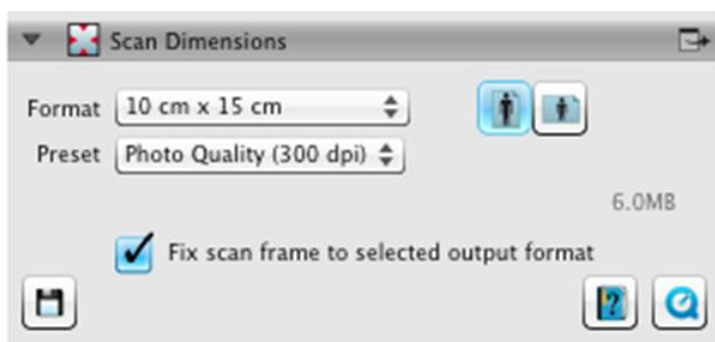 Scan Dimensions
Format 10 cm x 15 cm
Preset Photo Quality (300 dpi)
6.0MB
Fix scan frame to selected output format
?